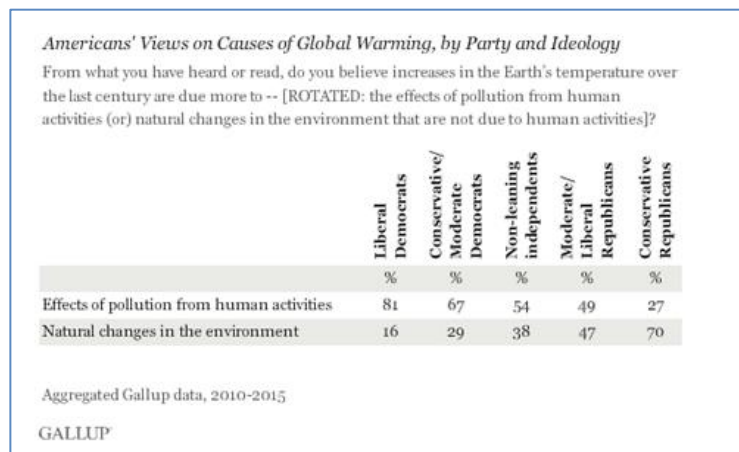 Americans' Views on Causes of Global Warming, by Party and Ideology
From what you have heard or read, do you believe increases in the Earth's temperature over
the last century are due more to -- [ROTATED: the effects of pollution from human
activities (or) natural changes in the environment that are not due to human activities]?
Liberal
Democrats
Conservative/
Moderate
Democrats
Non-leaning
independents
Moderate/
Liberal
Republicans
Conservative
Republicans
% % % % %
Effects of pollution from human activities 81 67 54 49 27
Natural changes in the environment 16 29 38 47 70
Aggregated Gallup data, 2010-2015
GALLUP